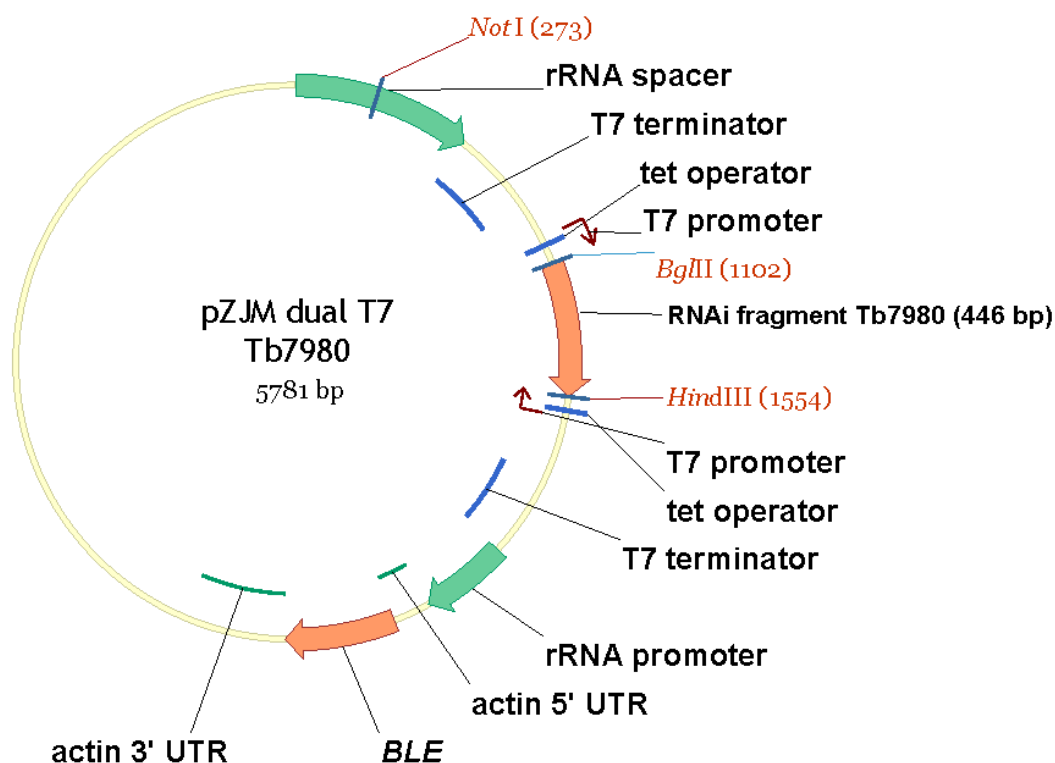 NotI (273)
rRNA spacer
T7 terminator
tet operator
T7 promoter
BglII (1102)
pZJM dual T7
Tb7980
5781 bp
RNAi fragment Tb7980 (446 bp)
HindIII (1554)
T7 promoter
tet operator
T7 terminator
rRNA promoter
actin 5' UTR
actin 3' UTR
BLE